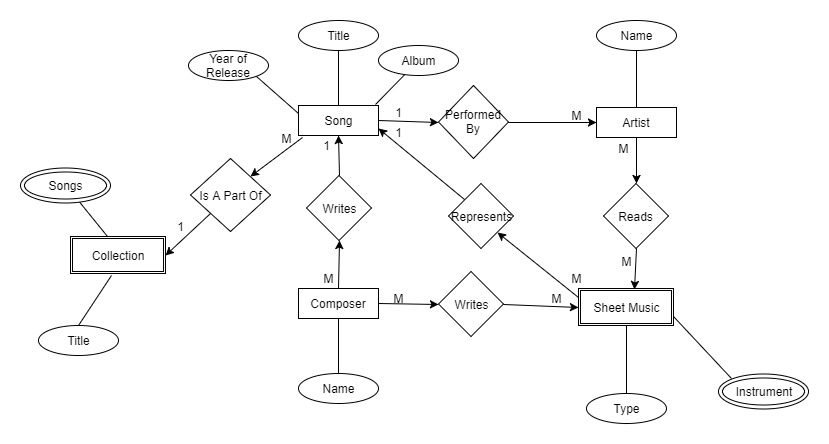 Title
Name
Year of
Release
Album
Song
1
Performed
By
M
Artist
M
1
1
M
Songs
Is A Part Of
Writes
Represents
Reads
1
Collection
M
M
M
Composer
M
Writes
M
Sheet Music
Title
Name
Instrument
Type